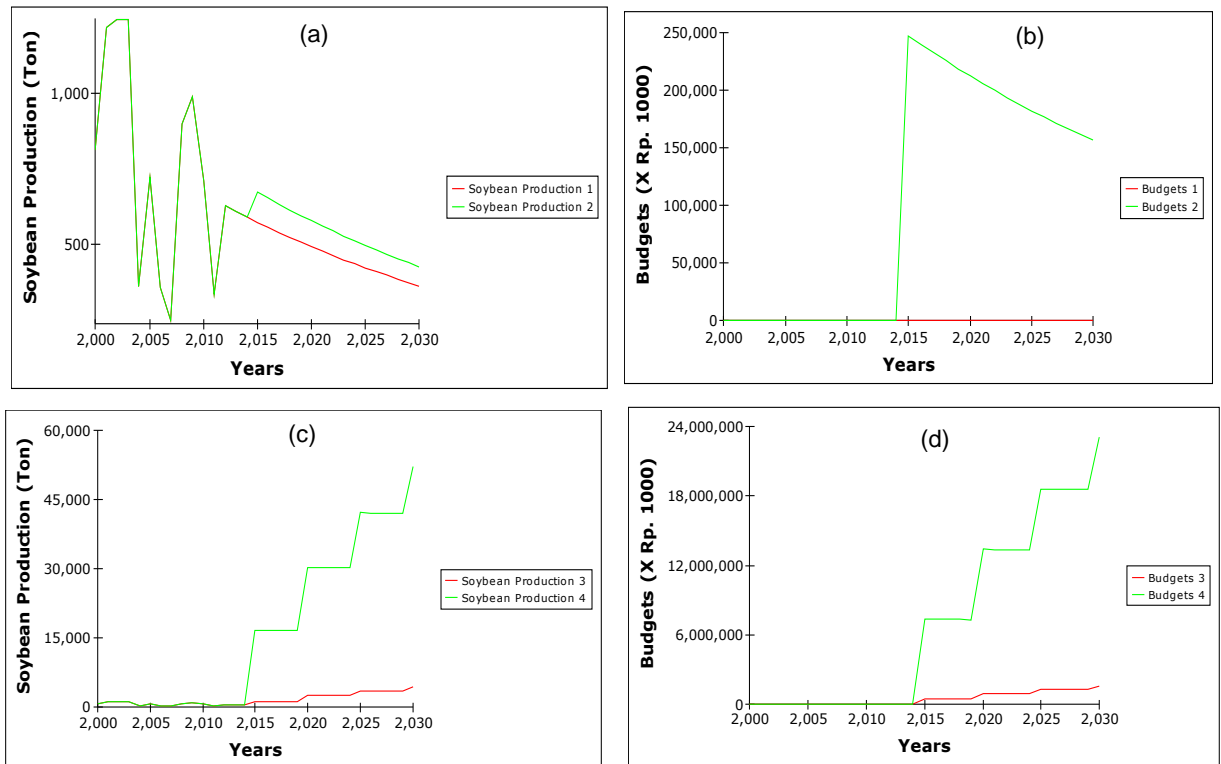 (a)
Soybean Production (Ton)
1,000
500
2,000 2,005 2,010 2,015 2,020 2,025 2,030
Years
Soybean Production 1
Soybean Production 2
(b)
Budgets (X Rp. 1000)
250,000
200,000
150,000
100,000
50,000
0
2,000 2,005 2,010 2,015 2,020 2,025 2,030
Years
Budgets 1
Budgets 2
(c)
Soybean Production (Ton)
60,000
45,000
30,000
15,000
0
2,000 2,005 2,010 2,015 2,020 2,025 2,030
Years
Soybean Production 3
Soybean Production 4
(d)
Budgets (X Rp. 1000)
24,000,000
18,000,000
12,000,000
6,000,000
0
2,000 2,005 2,010 2,015 2,020 2,025 2,030
Years
Budgets 3
Budgets 4